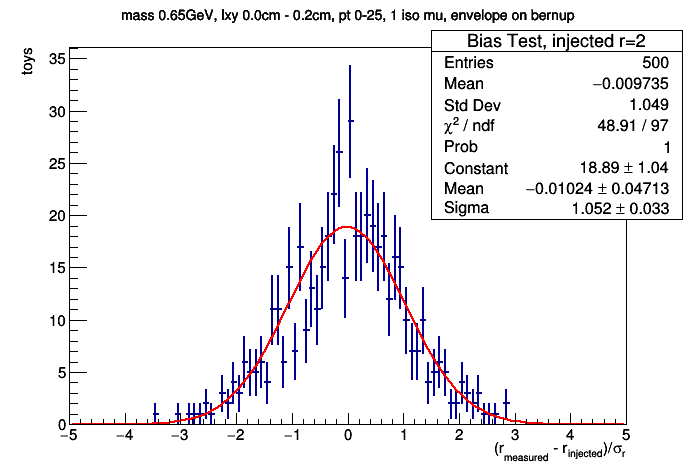 mass 0.65GeV, lxy 0.0cm - 0.2cm, pt 0-25, 1 iso mu, envelope on bernup
Bias Test, injected r=2
Entries 500
Mean −0.009735
Std Dev 1.049
χ² / ndf 48.91 / 97
Prob 1
Constant 18.89 ± 1.04
Mean −0.01024 ± 0.04713
Sigma 1.052 ± 0.033
toys
35
30
25
20
15
10
5
0
−5 −4 −3 −2 −1 0 1 2 3 4 5
(r_measured - r_injected)/σ_r